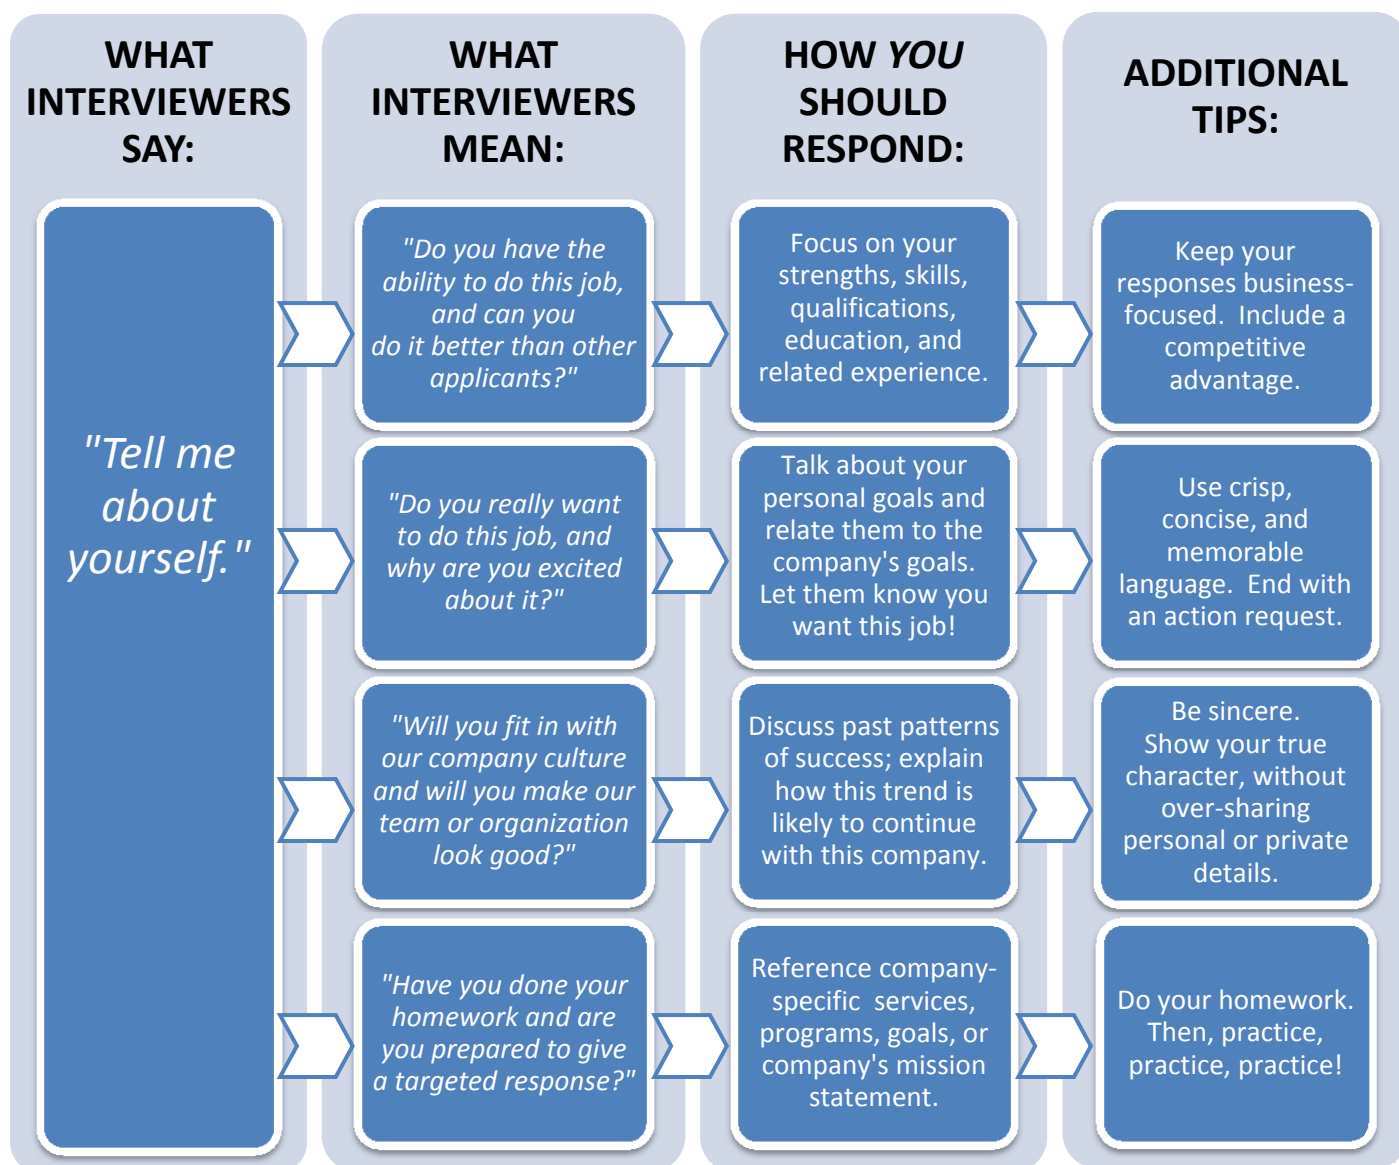 WHAT
INTERVIEWERS
SAY:
WHAT
INTERVIEWERS
MEAN:
HOW YOU
SHOULD
RESPOND:
ADDITIONAL
TIPS:
"Tell me
about
yourself."
"Do you have the
ability to do this job,
and can you
do it better than other
applicants?"
Focus on your
strengths, skills,
qualifications,
education, and
related experience.
Keep your
responses business-
focused.  Include a
competitive
advantage.
"Do you really want
to do this job, and
why are you excited
about it?"
Talk about your
personal goals and
relate them to the
company's goals.
Let them know you
want this job!
Use crisp,
concise, and
memorable
language.  End with
an action request.
"Will you fit in with
our company culture
and will you make our
team or organization
look good?"
Discuss past patterns
of success; explain
how this trend is
likely to continue
with this company.
Be sincere.
Show your true
character, without
over-sharing
personal or private
details.
"Have you done your
homework and are
you prepared to give
a targeted response?"
Reference company-
specific  services,
programs, goals, or
company's mission
statement.
Do your homework.
Then, practice,
practice, practice!